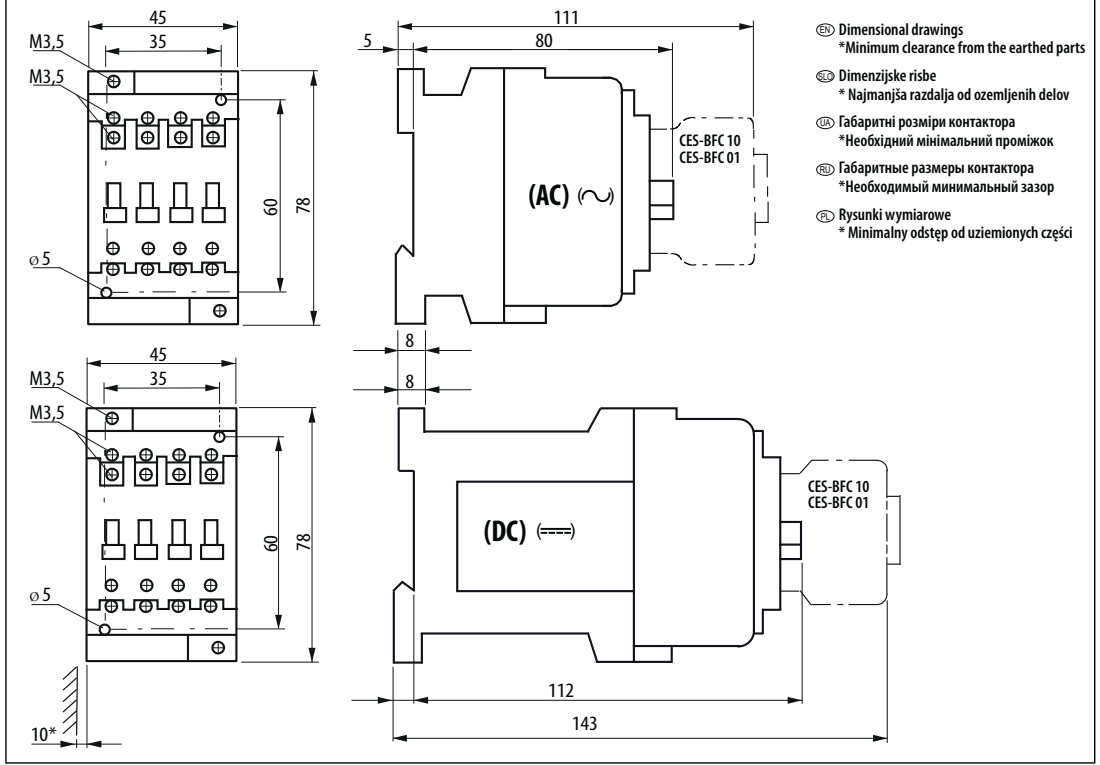 45
35
M3,5
M3,5
60
78
ø 5
111
5
80
CES-BFC 10
CES-BFC 01
(AC)
8
EN Dimensional drawings
*Minimum clearance from the earthed parts
SLO Dimenzijske risbe
* Najmanjša razdalja od ozemljenih delov
UA Габаритні розміри контактора
*Необхідний мінімальний проміжок
RU Габаритные размеры контактора
*Необходимый минимальный зазор
PL Rysunki wymiarowe
* Minimalny odstęp od uziemionych części
45
35
M3,5
M3,5
60
78
ø 5
10*
8
CES-BFC 10
CES-BFC 01
(DC)
112
143